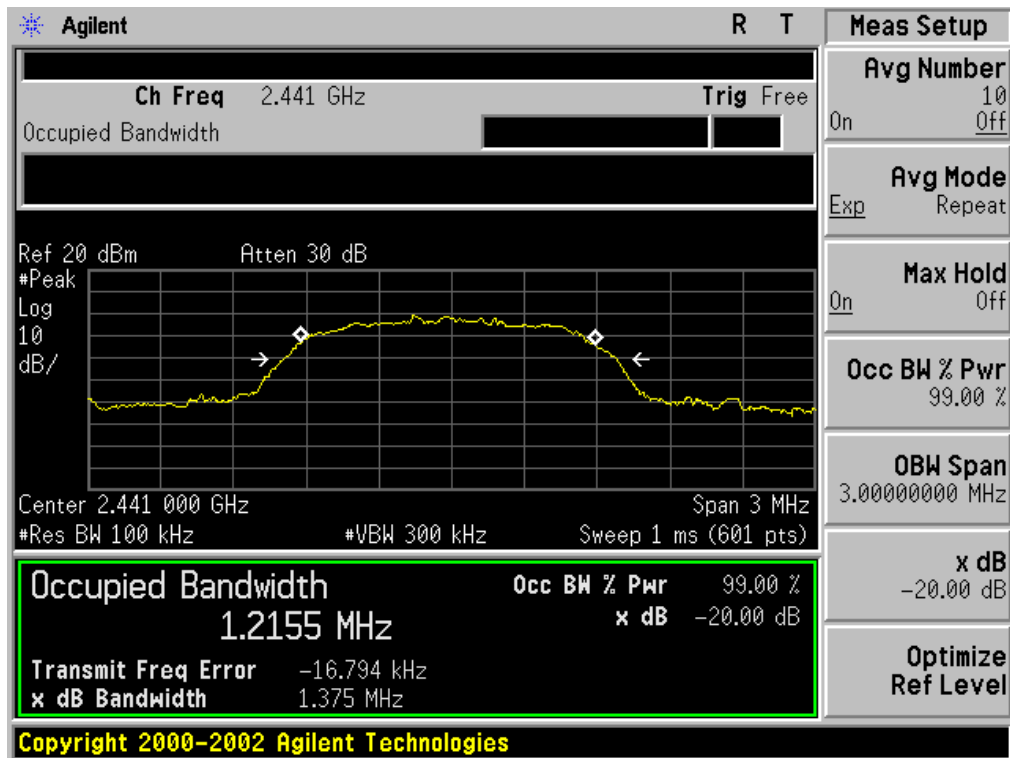 Agilent R T
Ch Freq 2.441 GHz Trig Free
Occupied Bandwidth
Ref 20 dBm Atten 30 dB
#Peak
Log
10
dB/
Center 2.441 000 GHz Span 3 MHz
#Res BW 100 kHz #VBW 300 kHz Sweep 1 ms (601 pts)
Occupied Bandwidth Occ BW % Pwr 99.00 %
1.2155 MHz x dB -20.00 dB
Transmit Freq Error -16.794 kHz
x dB Bandwidth 1.375 MHz
Copyright 2000-2002 Agilent Technologies
Meas Setup
Avg Number
10
On Off
Avg Mode
Exp Repeat
Max Hold
On Off
Occ BW % Pwr
99.00 %
OBW Span
3.00000000 MHz
x dB
-20.00 dB
Optimize
Ref Level